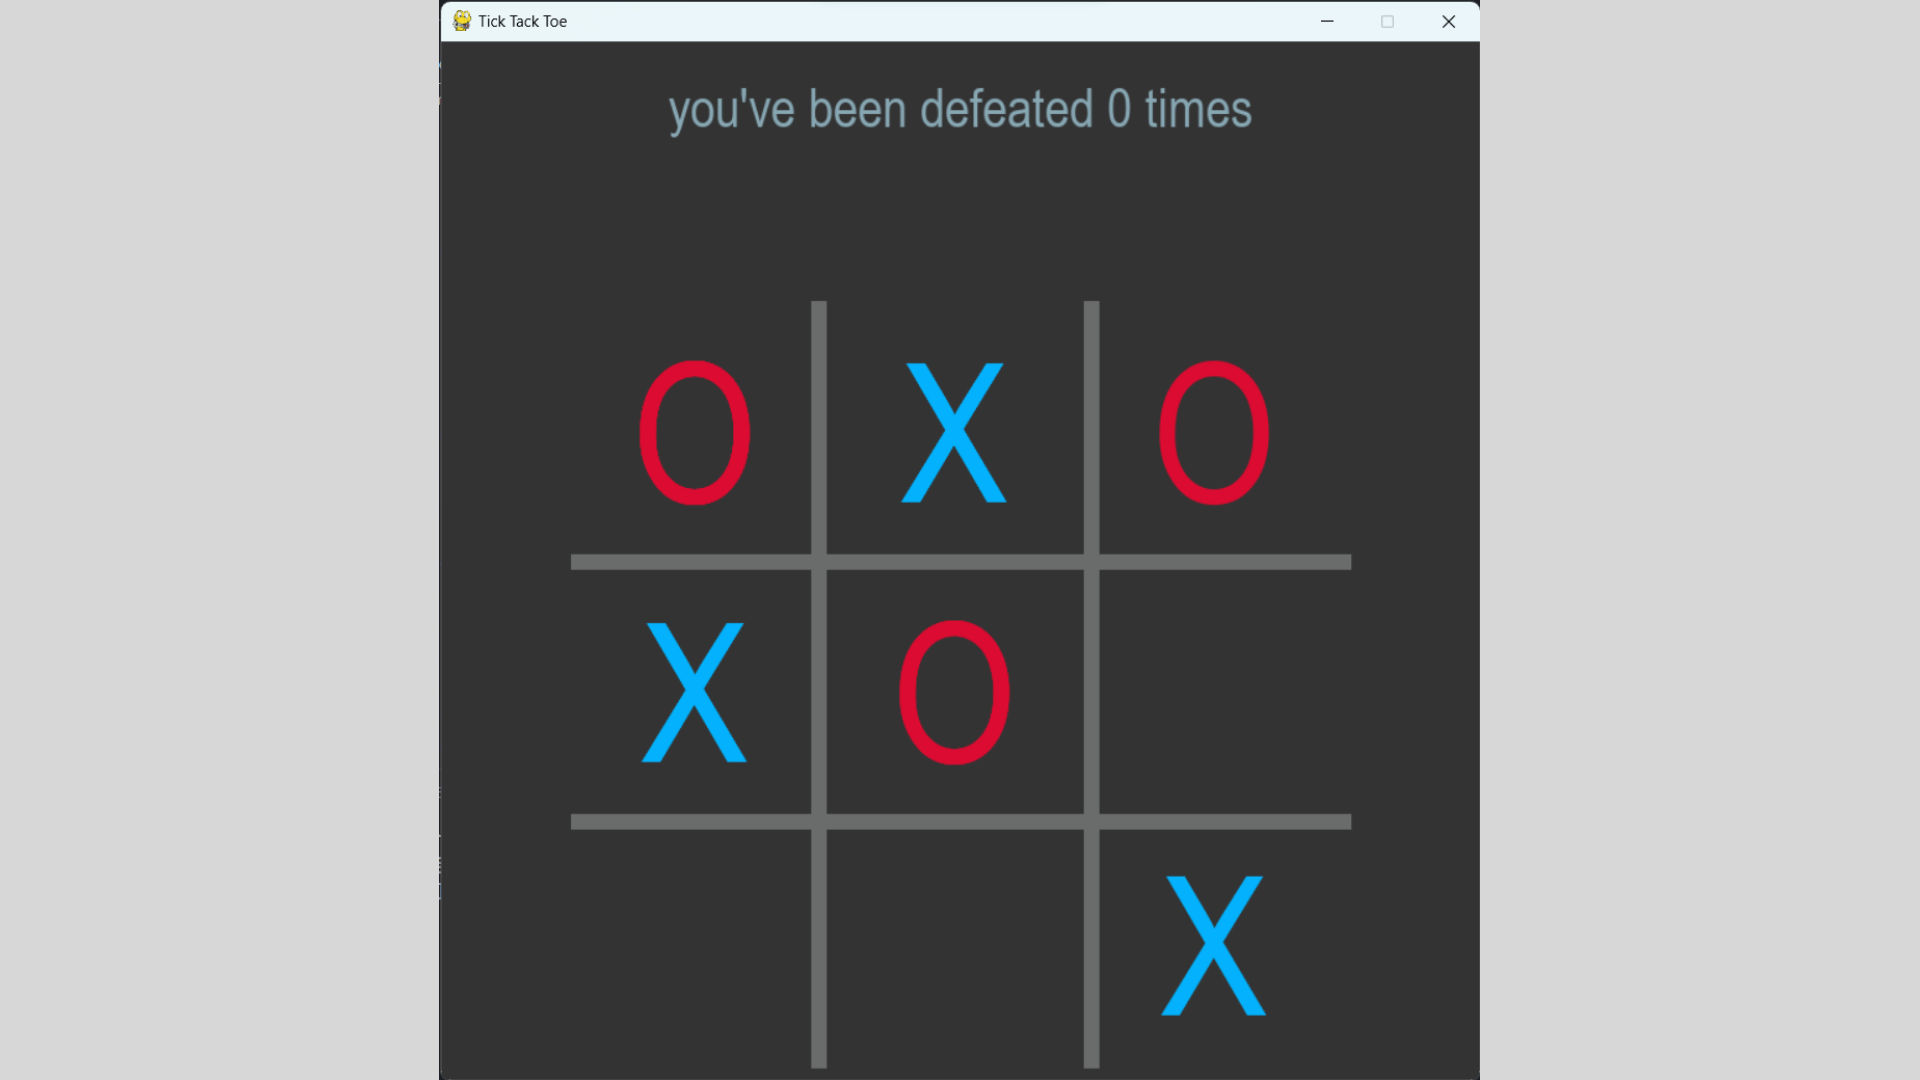 Tick Tack Toe
you've been defeated 0 times
O X O
X O
X